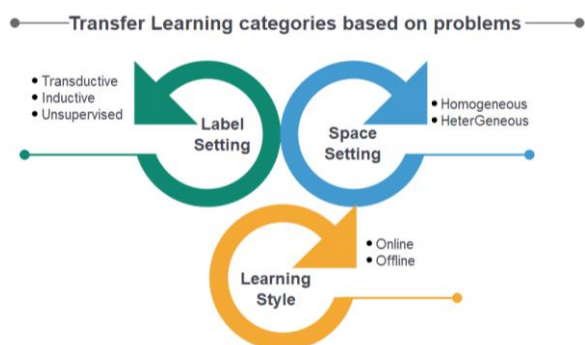 Transfer Learning categories based on problems
• Transductive
• Inductive
• Unsupervised
Label
Setting
Space
Setting
• Homogeneous
• HeterGeneous
Learning
Style
• Online
• Offline